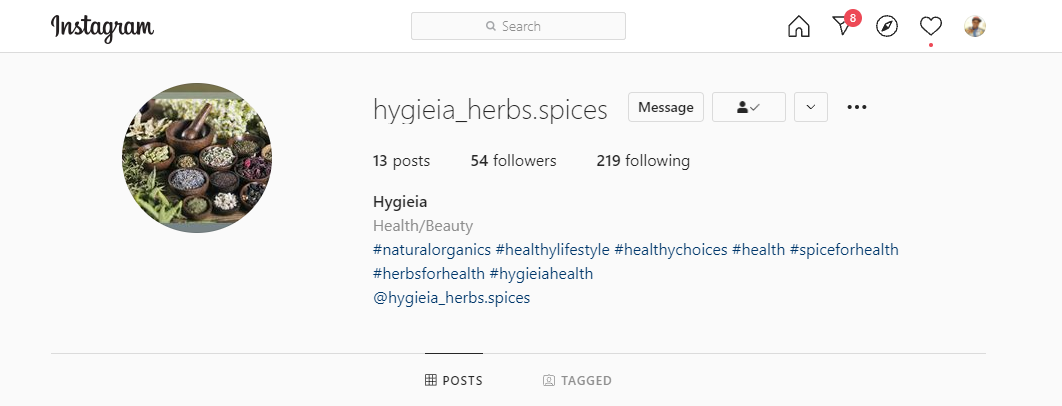 Instagram
Search
8
hygieia_herbs.spices
Message
13 posts 54 followers 219 following
Hygieia
Health/Beauty
#naturalorganics #healthylifestyle #healthychoices #health #spiceforhealth
#herbsforhealth #hygieiahealth
@hygieia_herbs.spices
POSTS TAGGED